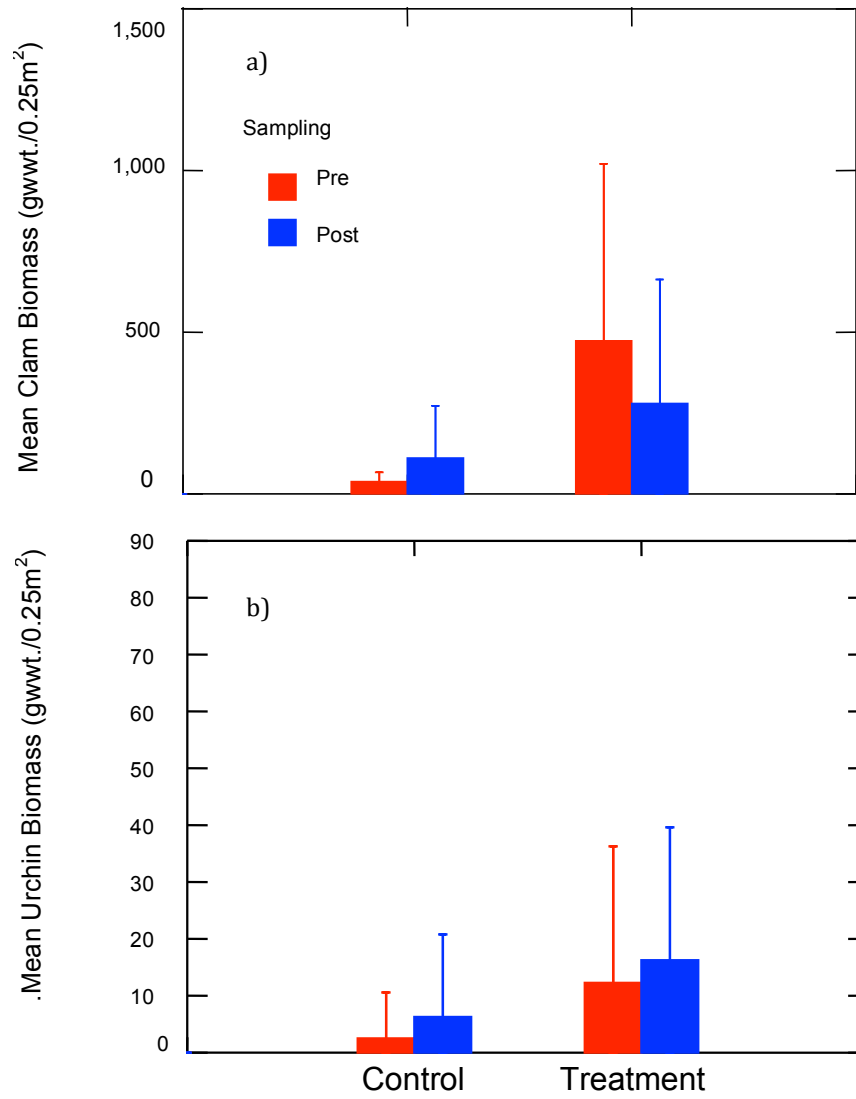 1,500
a)
Sampling
Pre
Post
1,000
500
0
Mean Clam Biomass (gwwt./0.25m²)
90
80
b)
70
60
50
40
30
20
10
0
.Mean Urchin Biomass (gwwt./0.25m²)
Control Treatment